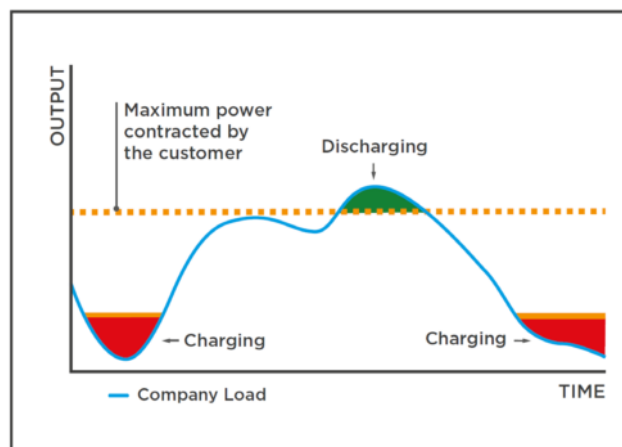 OUTPUT
Maximum power
contracted by
the customer
Discharging
Charging
Charging
Company Load
TIME